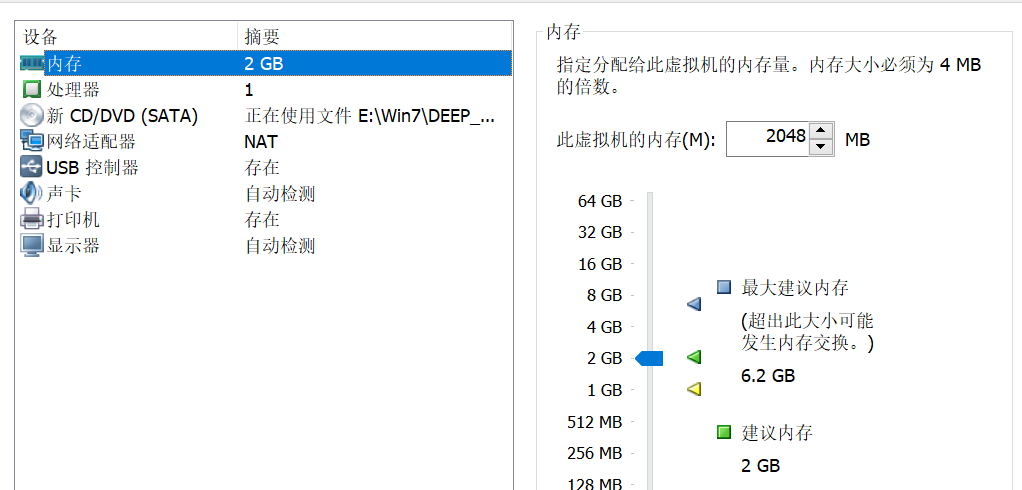 设备 摘要
内存 2 GB
处理器 1
新 CD/DVD (SATA) 正在使用文件 E:\Win7\DEEP_...
网络适配器 NAT
USB 控制器 存在
声卡 自动检测
打印机 存在
显示器 自动检测
内存
指定分配给此虚拟机的内存量。内存大小必须为 4 MB
的倍数。
此虚拟机的内存(M): 2048 MB
64 GB
32 GB
16 GB
8 GB
4 GB
2 GB
1 GB
512 MB
256 MB
128 MB
最大建议内存
(超出此大小可能
发生内存交换。)
6.2 GB
建议内存
2 GB